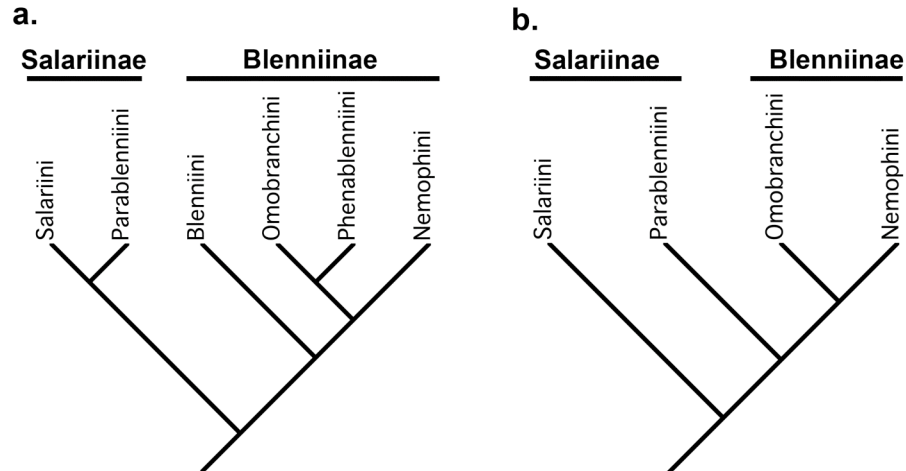 a.
Salariinae
Blenniinae
Salariini
Parablenniini
Blenniini
Omobranchini
Phenablenniini
Nemophini
b.
Salariinae
Blenniinae
Salariini
Parablenniini
Omobranchini
Nemophini